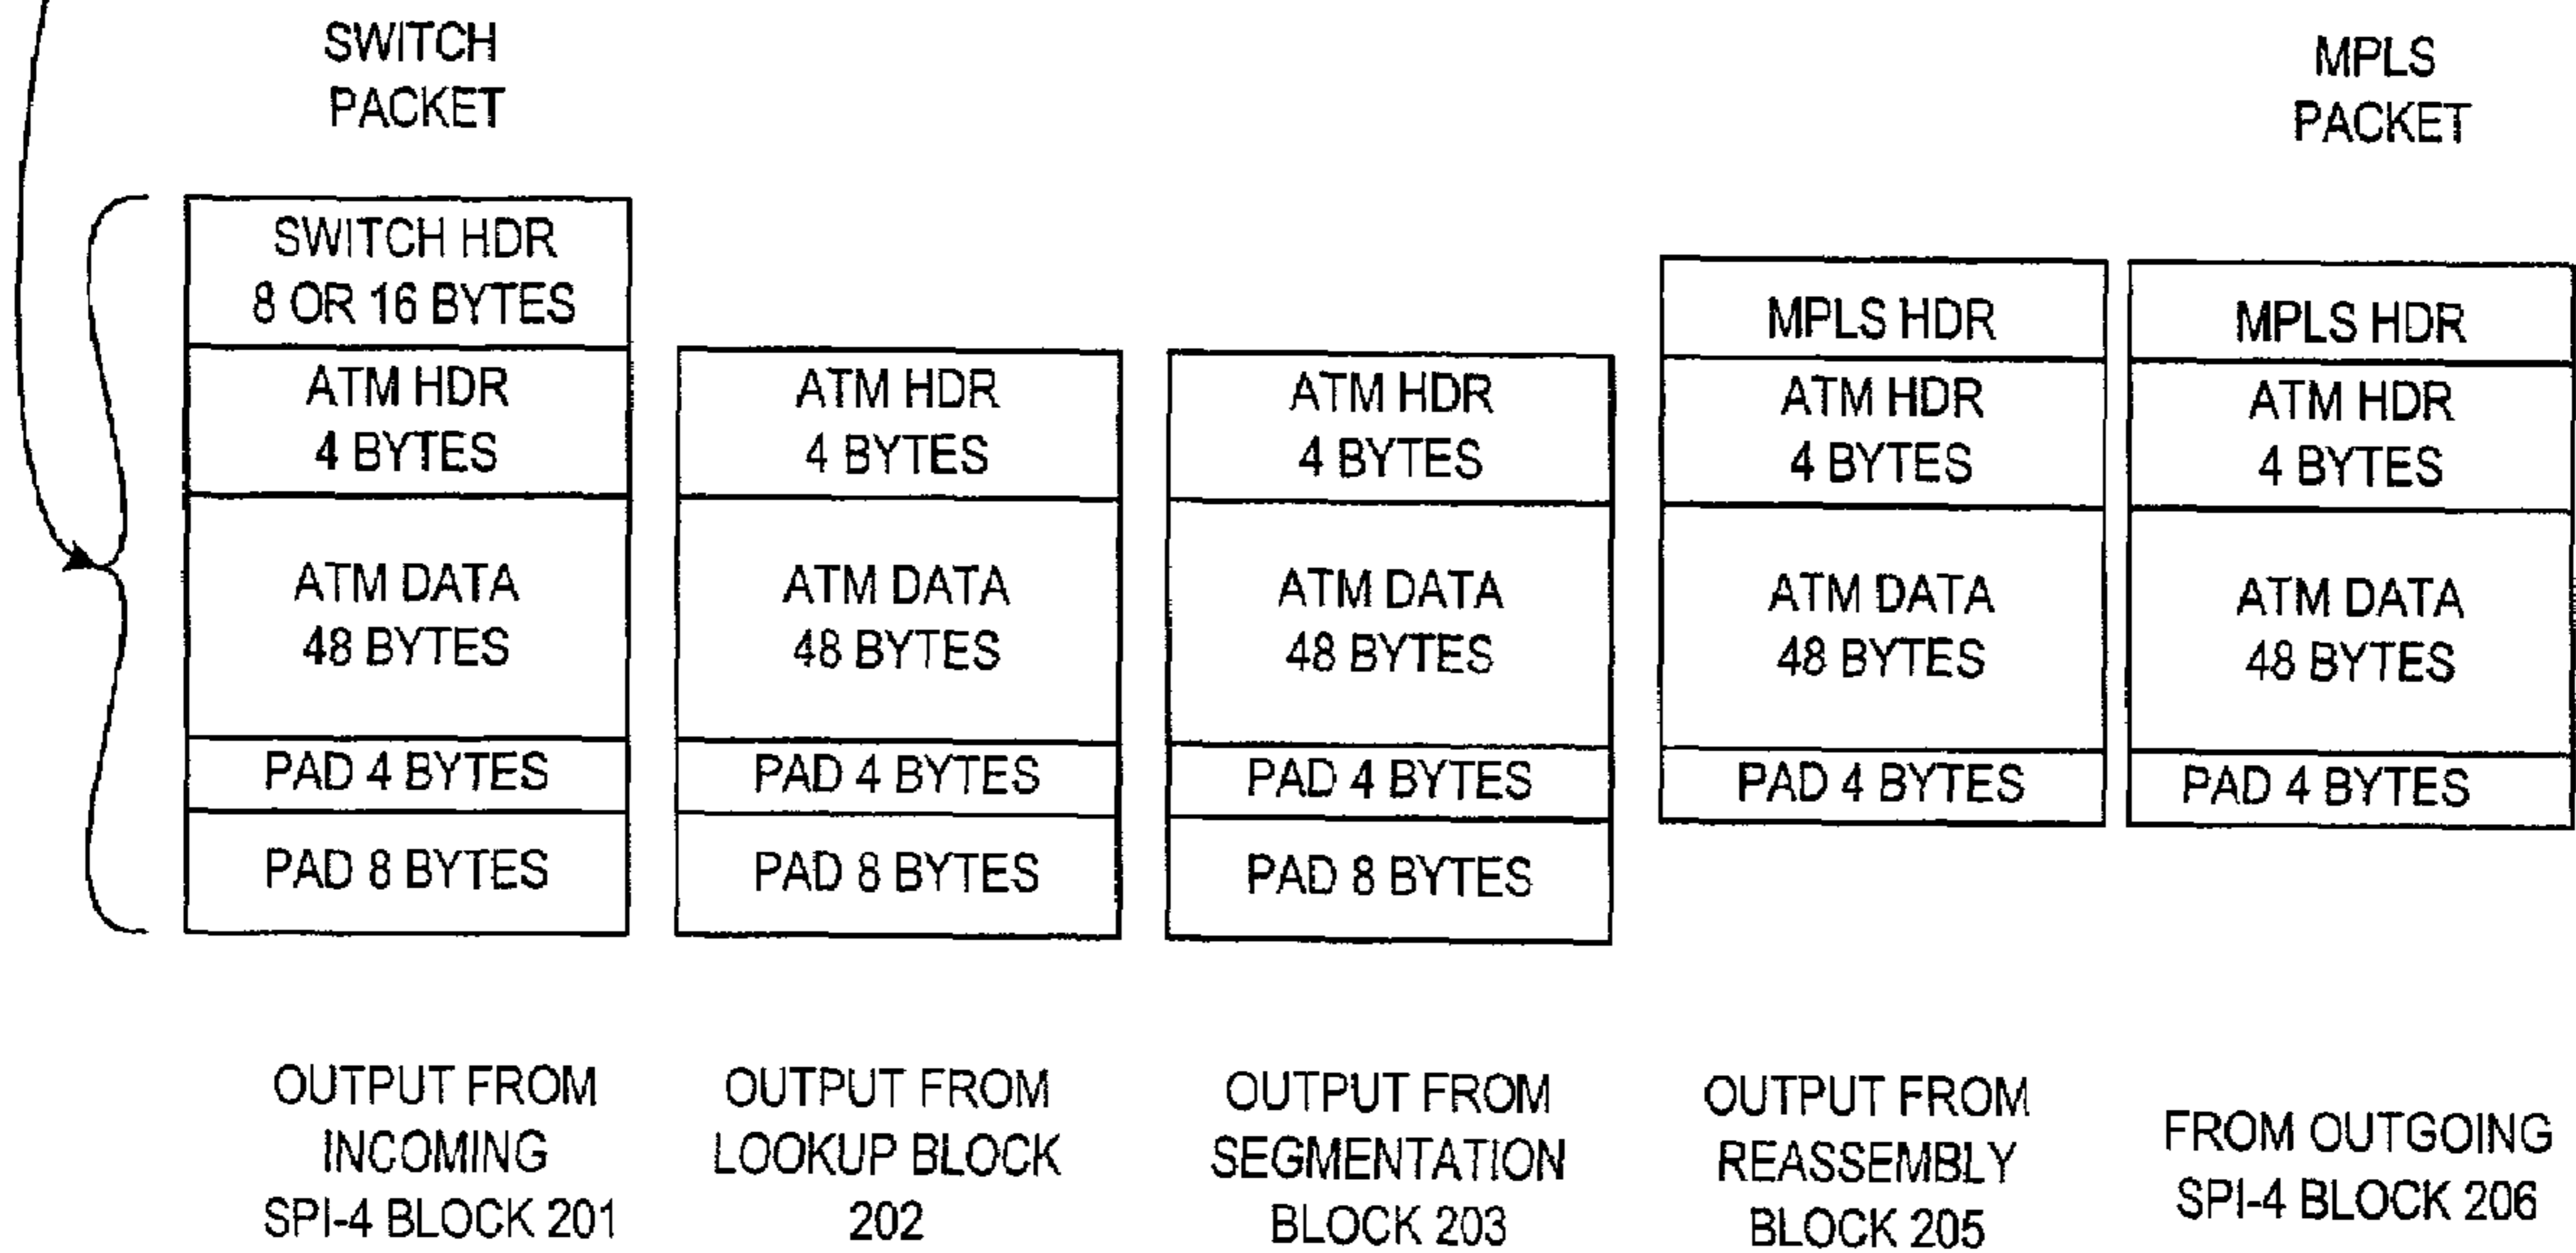 SWITCH
PACKET
MPLS
PACKET
SWITCH HDR
8 OR 16 BYTES
ATM HDR
4 BYTES
ATM DATA
48 BYTES
PAD 4 BYTES
PAD 8 BYTES
ATM HDR
4 BYTES
ATM DATA
48 BYTES
PAD 4 BYTES
PAD 8 BYTES
ATM HDR
4 BYTES
ATM DATA
48 BYTES
PAD 4 BYTES
PAD 8 BYTES
MPLS HDR
ATM HDR
4 BYTES
ATM DATA
48 BYTES
PAD 4 BYTES
MPLS HDR
ATM HDR
4 BYTES
ATM DATA
48 BYTES
PAD 4 BYTES
OUTPUT FROM
INCOMING
SPI-4 BLOCK 201
OUTPUT FROM
LOOKUP BLOCK
202
OUTPUT FROM
SEGMENTATION
BLOCK 203
OUTPUT FROM
REASSEMBLY
BLOCK 205
FROM OUTGOING
SPI-4 BLOCK 206